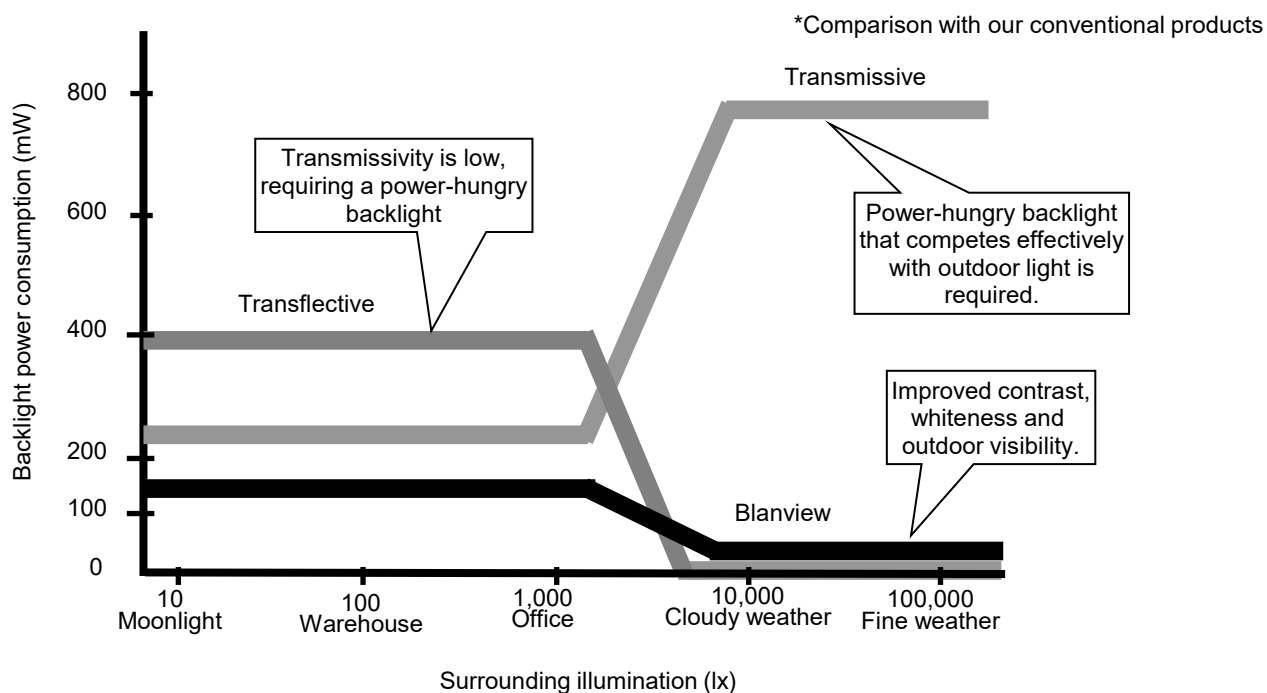 *Comparison with our conventional products
Transmissive
Backlight power consumption (mW)
800
600
400
200
100
0
Transmissivity is low,
requiring a power-hungry
backlight
Power-hungry backlight
that competes effectively
with outdoor light is
required.
Transflective
Improved contrast,
whiteness and
outdoor visibility.
Blanview
10
Moonlight
100
Warehouse
1,000
Office
10,000
Cloudy weather
100,000
Fine weather
Surrounding illumination (lx)